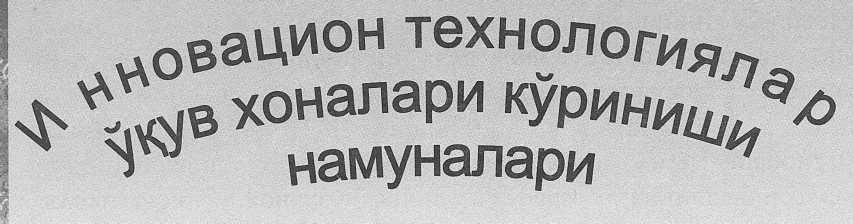 Инновацион технологиялар
ўқув хоналари кўриниши
намуналари